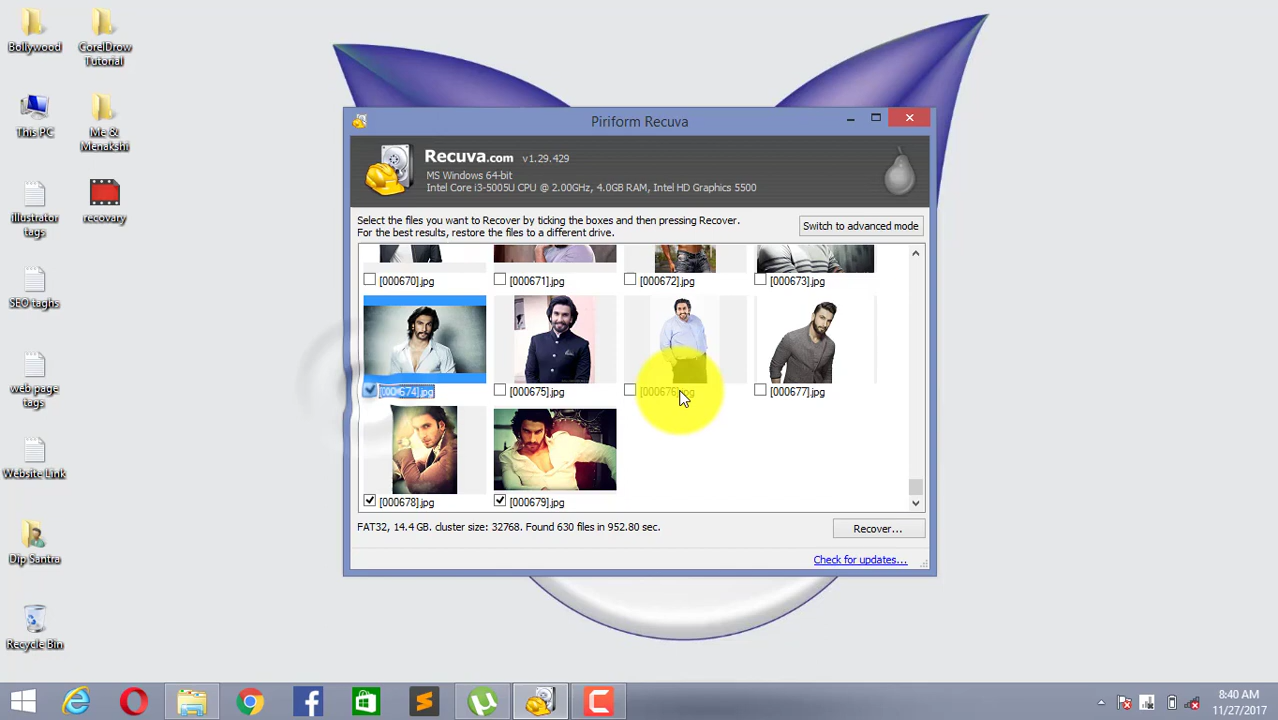 Bollywood
CorelDrow
Tutorial
This PC
Me &
Menakshi
illustrator
tags
recovary
SEO taghs
web page
tags
Website Link
Dip Santra
Recycle Bin
Piriform Recuva
Recuva.com v1.29.429
MS Windows 64-bit
Intel Core i3-5005U CPU @ 2.00GHz, 4.0GB RAM, Intel HD Graphics 5500
Select the files you want to Recover by ticking the boxes and then pressing Recover.
For the best results, restore the files to a different drive.
Switch to advanced mode
[000670].jpg [000671].jpg [000672].jpg [000673].jpg
[000674].jpg [000675].jpg [000676].jpg [000677].jpg
[000678].jpg [000679].jpg
FAT32, 14.4 GB. cluster size: 32768. Found 630 files in 952.80 sec.
Recover...
Check for updates...
8:40 AM
11/27/2017